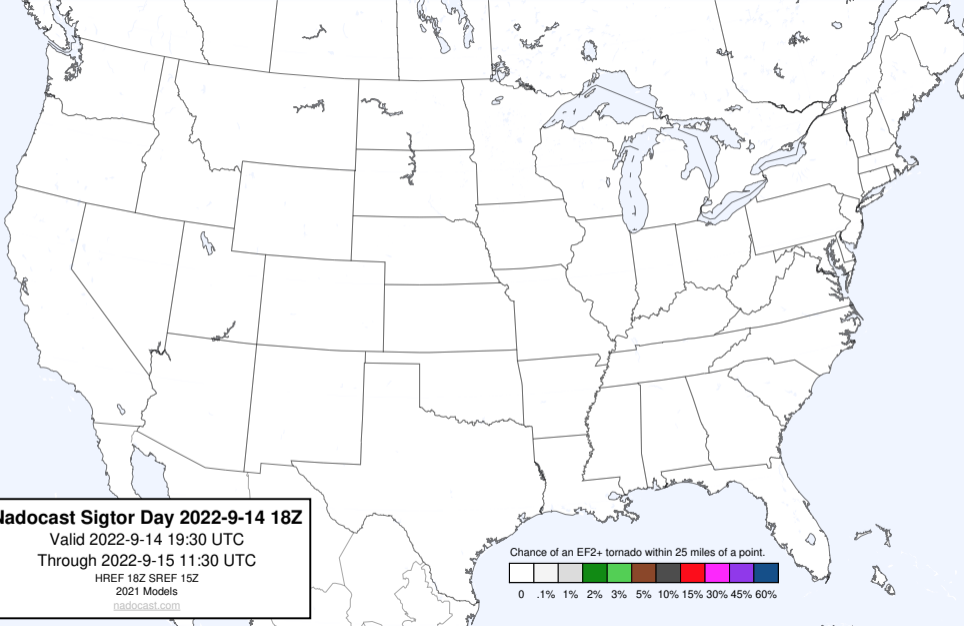 Nadocast Sigtor Day 2022-9-14 18Z
Valid 2022-9-14 19:30 UTC
Through 2022-9-15 11:30 UTC
HREF 18Z SREF 15Z
2021 Models
nadocast.com
Chance of an EF2+ tornado within 25 miles of a point.
0 .1% 1% 2% 3% 5% 10% 15% 30% 45% 60%